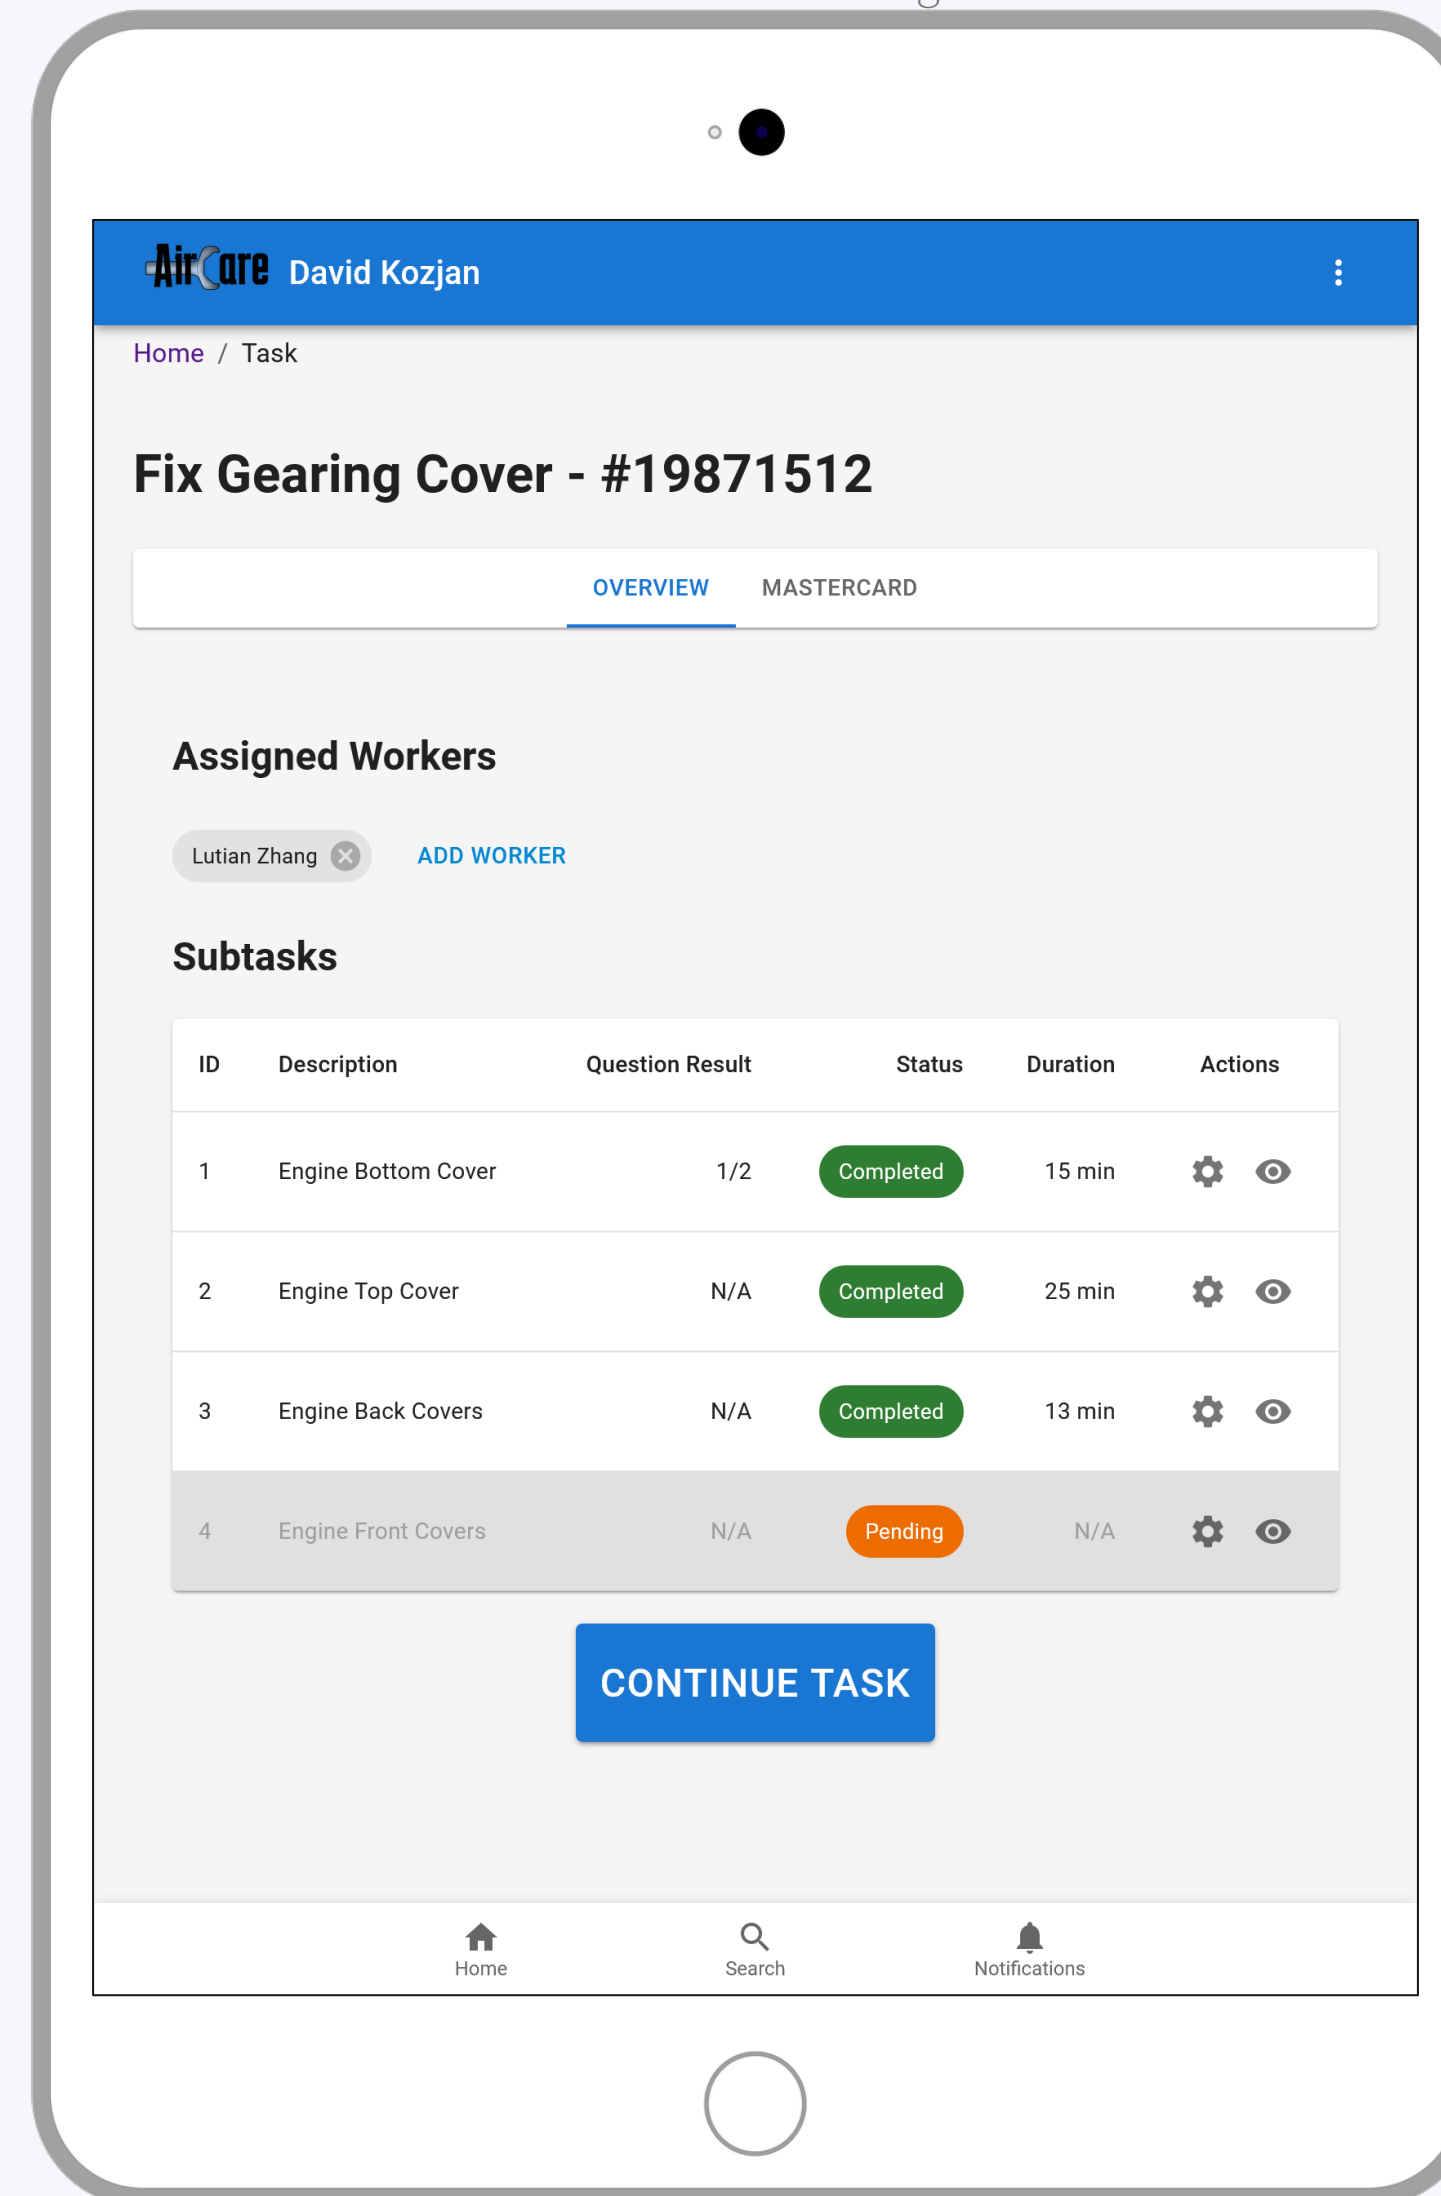 AirCare David Kozjan
Home / Task
Fix Gearing Cover - #19871512
OVERVIEW MASTERCARD
Assigned Workers
Lutian Zhang ADD WORKER
Subtasks
ID Description Question Result Status Duration Actions
1 Engine Bottom Cover 1/2 Completed 15 min
2 Engine Top Cover N/A Completed 25 min
3 Engine Back Covers N/A Completed 13 min
4 Engine Front Covers N/A Pending N/A
CONTINUE TASK
Home Search Notifications